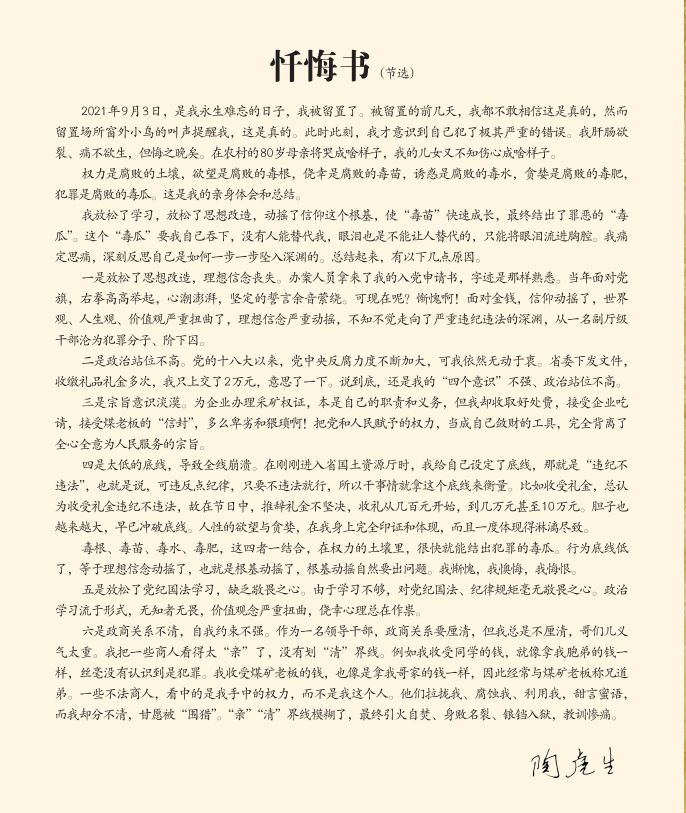 忏悔书（节选）
2021年9月3日，是我永生难忘的日子，我被留置了。被留置的前几天，我都不敢相信这是真的，然而
留置场所窗外小鸟的叫声提醒我，这是真的。此时此刻，我才意识到自己犯了极其严重的错误。我肝肠欲
裂、痛不欲生，但悔之晚矣。在农村的80岁母亲将哭成啥样子，我的儿女又不知伤心成啥样子。
权力是腐败的土壤，欲望是腐败的毒根，侥幸是腐败的毒苗，诱惑是腐败的毒水，贪婪是腐败的毒肥，
犯罪是腐败的毒瓜。这是我的亲身体会和总结。
我放松了学习，放松了思想改造，动摇了信仰这个根基，使“毒苗”快速成长，最终结出了罪恶的“毒
瓜”。这个“毒瓜”要我自己吞下，没有人能替代我，眼泪也是不能让人替代的，只能将眼泪流进胸腔。我痛
定思痛，深刻反思自己是如何一步一步坠入深渊的。总结起来，有以下几点原因。
一是放松了思想改造，理想信念丧失。办案人员拿来了我的入党申请书，字迹是那样熟悉。当年面对党
旗，右拳高高举起，心潮澎湃，坚定的誓言余音萦绕。可现在呢？惭愧啊！面对金钱，信仰动摇了，世界
观、人生观、价值观严重扭曲了，理想信念严重动摇，不知不觉走向了严重违纪违法的深渊，从一名副厅级
干部沦为犯罪分子、阶下囚。
二是政治站位不高。党的十八大以来，党中央反腐力度不断加大，可我依然无动于衷。省委下发文件，
收缴礼品礼金多次，我只上交了2万元，意思了一下。说到底，还是我的“四个意识”不强、政治站位不高。
三是宗旨意识淡漠。为企业办理采矿权证，本是自己的职责和义务，但我却收取好处费，接受企业吃
请，接受煤老板的“信封”，多么卑劣和猥琐啊！把党和人民赋予的权力，当成自己敛财的工具，完全背离了
全心全意为人民服务的宗旨。
四是太低的底线，导致全线崩溃。在刚刚进入省国土资源厅时，我给自己设定了底线，那就是“违纪不
违法”，也就是说，可违反点纪律，只要不违法就行，所以干事情就拿这个底线来衡量。比如收受礼金，总认
为收受礼金违纪不违法，故在节日中，推辞礼金不坚决，收礼从几百元开始，到几万元甚至10万元。胆子也
越来越大，早已冲破底线。人性的欲望与贪婪，在我身上完全印证和体现，而且一度体现得淋漓尽致。
毒根、毒苗、毒水、毒肥，这四者一结合，在权力的土壤里，很快就能结出犯罪的毒瓜。行为底线低
了，等于理想信念动摇了，也就是根基动摇了，根基动摇自然要出问题。我惭愧，我懊悔，我悔恨。
五是放松了党纪国法学习，缺乏敬畏之心。由于学习不够，对党纪国法、纪律规矩毫无敬畏之心。政治
学习流于形式，无知者无畏，价值观念严重扭曲，侥幸心理总在作祟。
六是政商关系不清，自我约束不强。作为一名领导干部，政商关系要厘清，但我总是不厘清，哥们儿义
气太重。我把一些商人看得太“亲”了，没有划“清”界线。例如我收受同学的钱，就像拿我胞弟的钱一
样，丝毫没有认识到是犯罪。我收受煤矿老板的钱，也像是拿我哥家的钱一样，因此经常与煤矿老板称兄道
弟。一些不法商人，看中的是我手中的权力，而不是我这个人。他们拉拢我、腐蚀我、利用我，甜言蜜语，
而我却分不清，甘愿被“围猎”。“亲”“清”界线模糊了，最终引火自焚、身败名裂、锒铛入狱，教训惨痛。
陶虎生